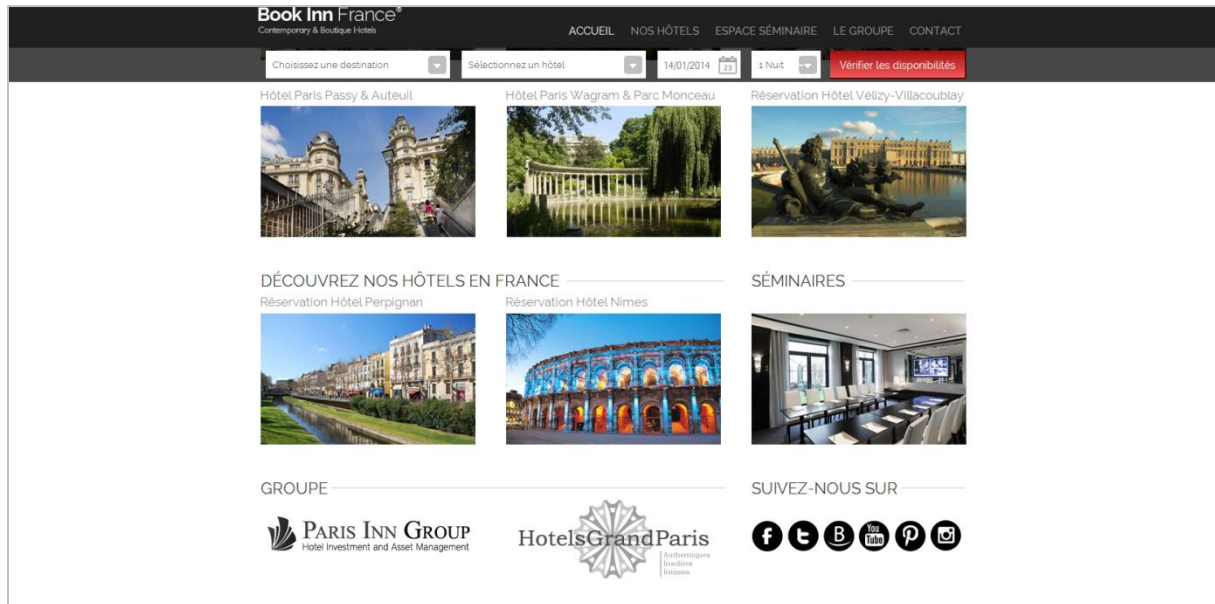 Book Inn France®
Contemporary & Boutique Hotels
ACCUEIL NOS HÔTELS ESPACE SÉMINAIRE LE GROUPE CONTACT
Choisissez une destination Sélectionnez un hôtel 14/01/2014 23 1 Nuit Vérifier les disponibilités
Hôtel Paris Passy & Auteuil Hôtel Paris Wagram & Parc Monceau Réservation Hôtel Vélizy-Villacoublay
DÉCOUVREZ NOS HÔTELS EN FRANCE SÉMINAIRES
Réservation Hôtel Perpignan Réservation Hôtel Nimes
GROUPE SUIVEZ-NOUS SUR
PARIS INN GROUP
Hotel Investment and Asset Management
HotelsGrandParis
Authentiques
Insolites
Intimes
f t B You Tube P